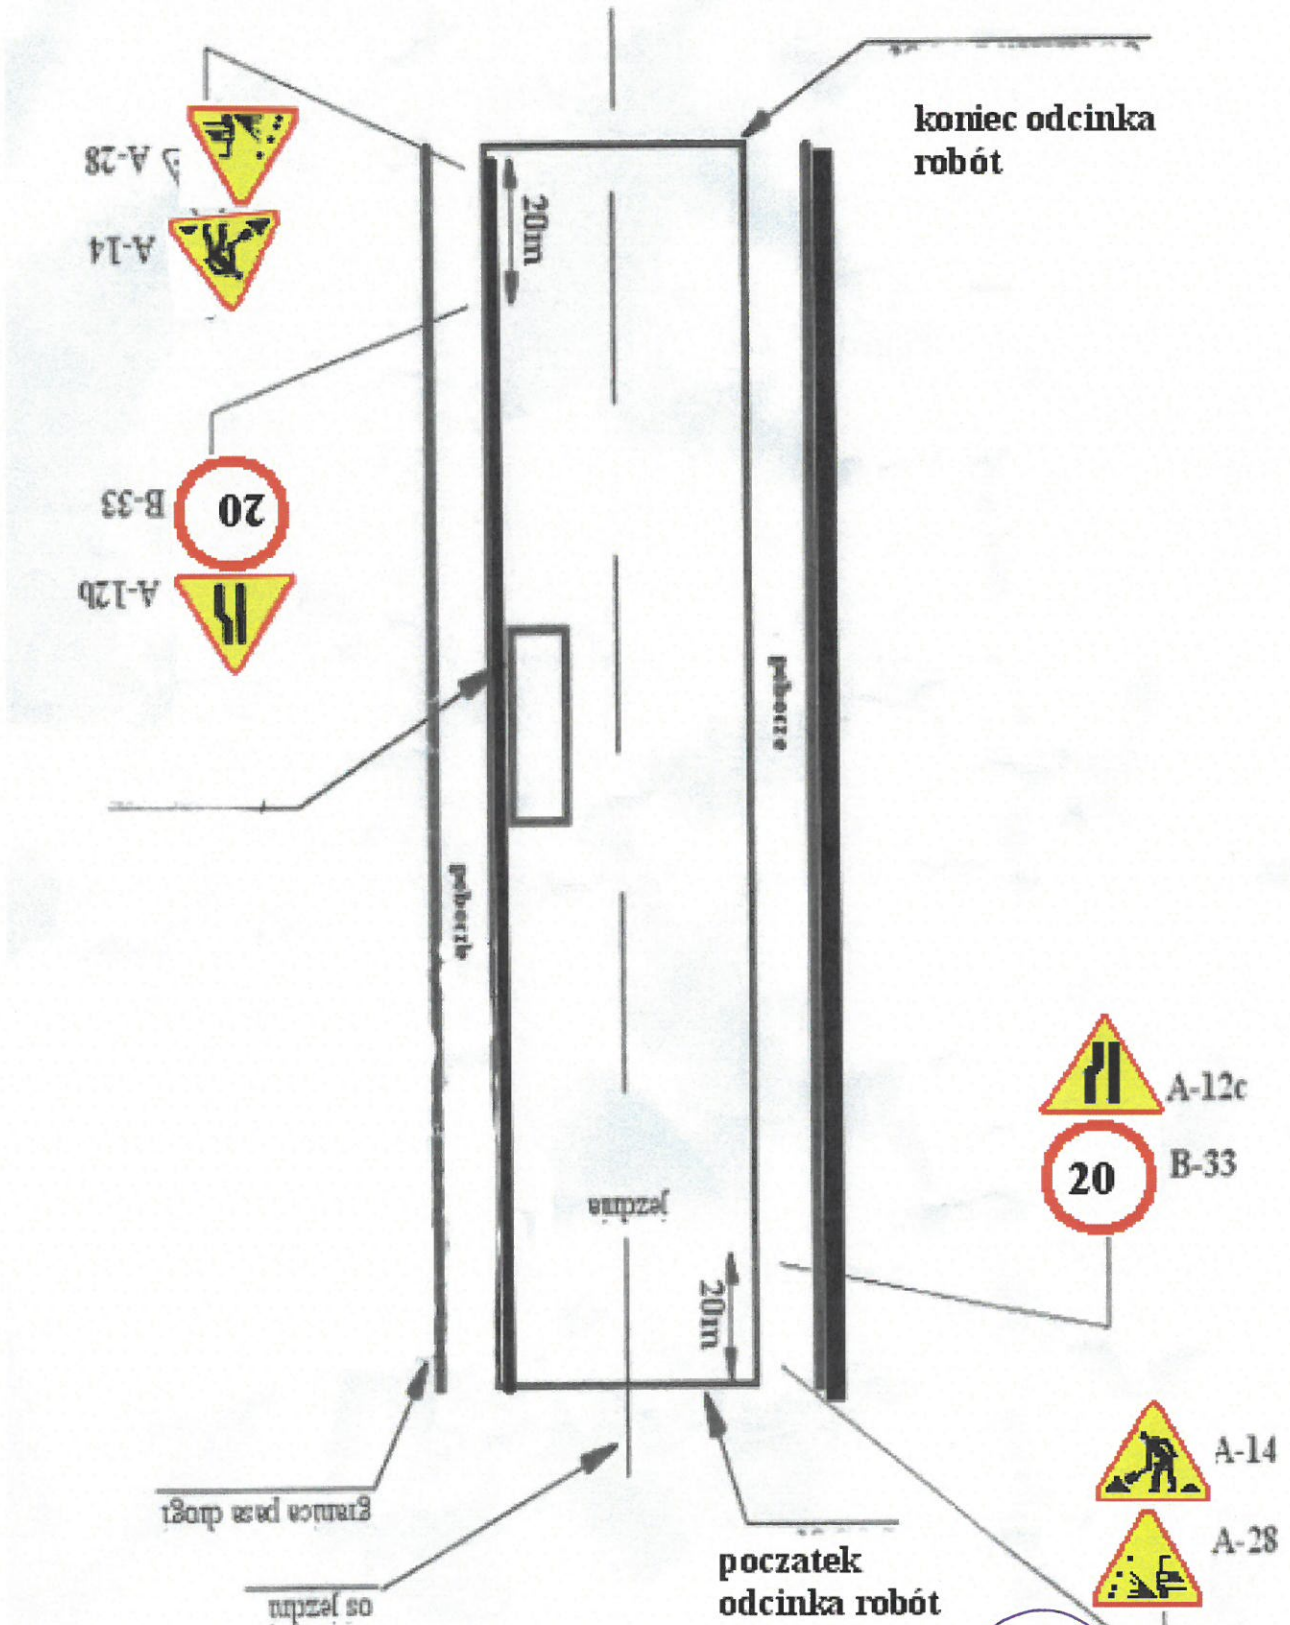 koniec odcinka
robót
A-28
A-14
20m
B-33
20
A-12b
pobocze
pobocze
A-12c
B-33
20
jezdnia
20m
A-14
A-28
granica pasa drogi
os jezdni
poczatek
odcinka robót